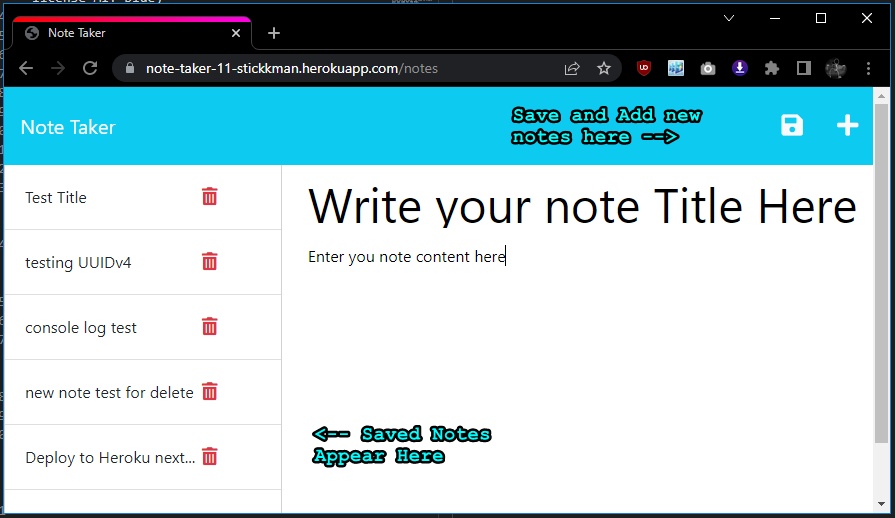 Note Taker
note-taker-11-stickkman.herokuapp.com/notes
Note Taker
Save and Add new
notes here -->
Test Title
testing UUIDv4
console log test
new note test for delete
Deploy to Heroku next...
Write your note Title Here
Enter you note content here
<-- Saved Notes
Appear Here